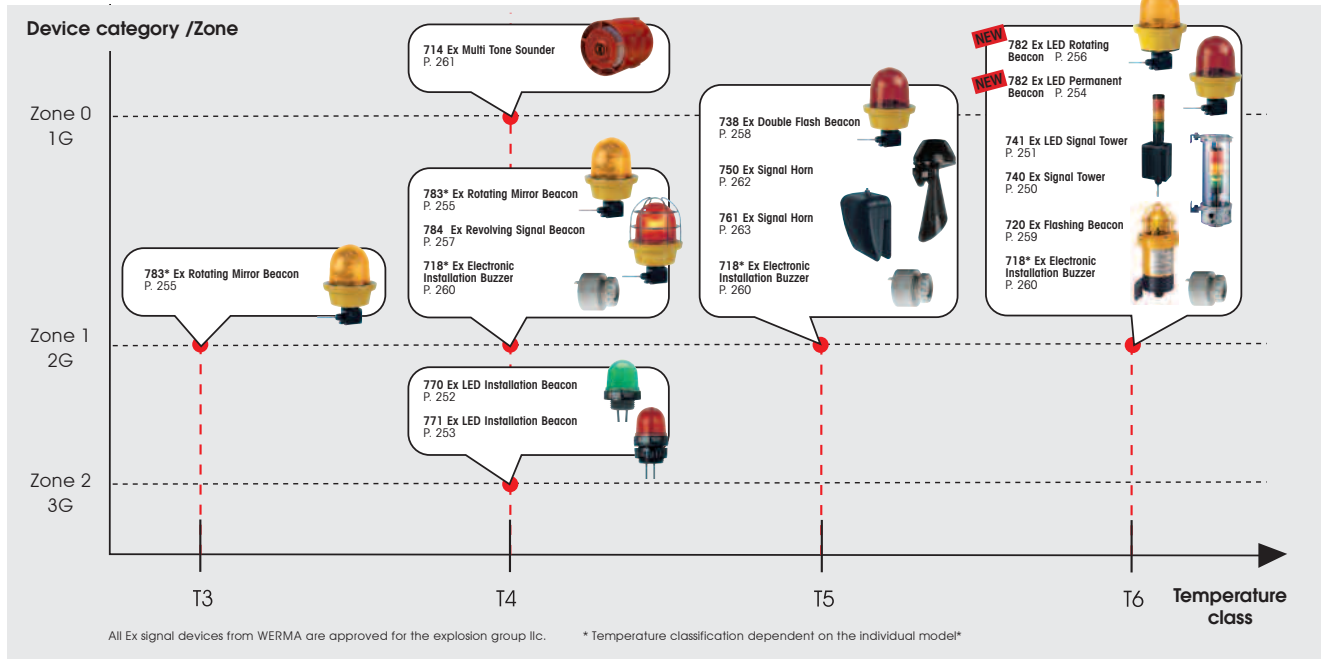 Device category /Zone
Zone 0
1G
Zone 1
2G
Zone 2
3G
714 Ex Multi Tone Sounder
P. 261
783* Ex Rotating Mirror Beacon
P. 255
784 Ex Revolving Signal Beacon
P. 257
718* Ex Electronic
Installation Buzzer
P. 260
783* Ex Rotating Mirror Beacon
P. 255
770 Ex LED Installation Beacon
P. 252
771 Ex LED Installation Beacon
P. 253
738 Ex Double Flash Beacon
P. 258
750 Ex Signal Horn
P. 262
761 Ex Signal Horn
P. 263
718* Ex Electronic
Installation Buzzer
P. 260
NEW
782 Ex LED Rotating
Beacon P. 256
NEW
782 Ex LED Permanent
Beacon P. 254
741 Ex LED Signal Tower
P. 251
740 Ex Signal Tower
P. 250
720 Ex Flashing Beacon
P. 259
718* Ex Electronic
Installation Buzzer
P. 260
T3
T4
T5
T6
Temperature
class
All Ex signal devices from WERMA are approved for the explosion group IIc. * Temperature classification dependent on the individual model*